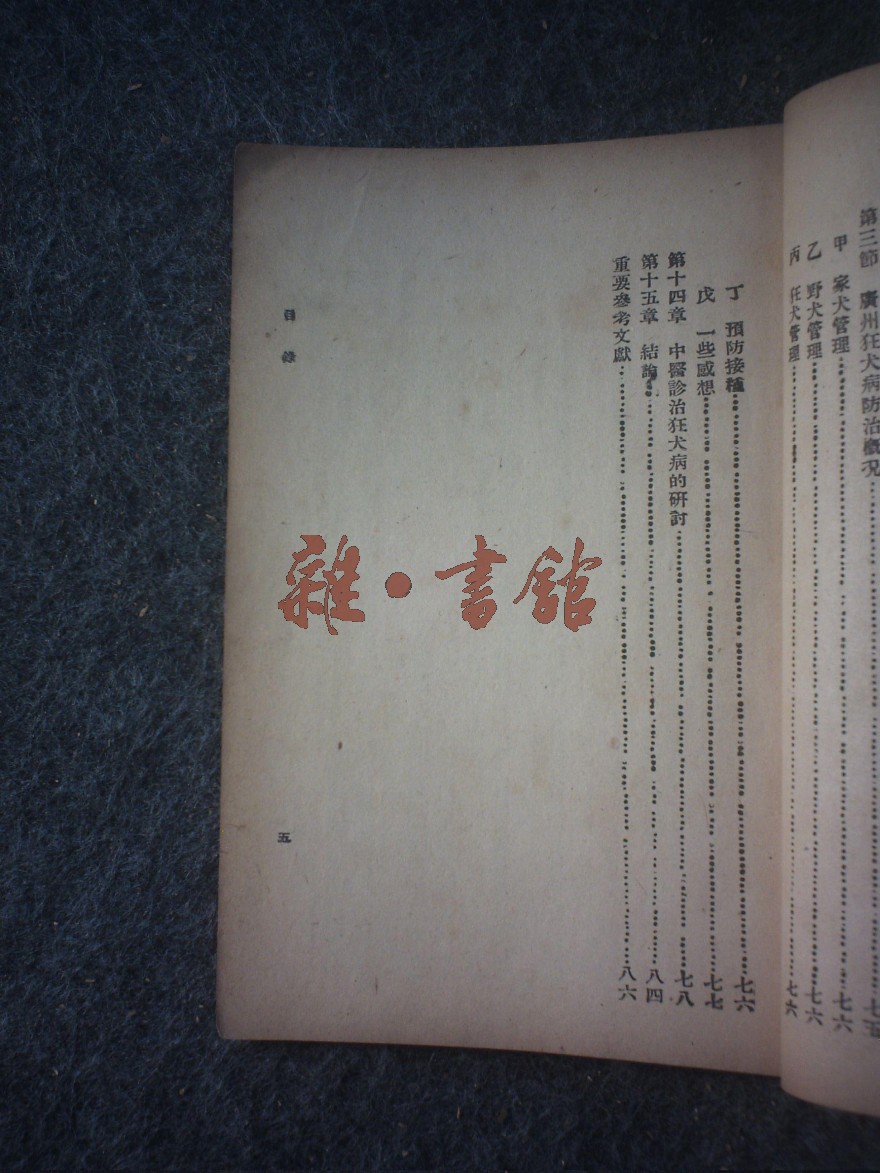 第三節　廣州狂犬病防治概況……七五
甲　家犬管理……七六
乙　野犬管理……七六
丙　狂犬管理……七六
丁　預防接種……七六
戊　一些感想……七七
第十四章　中醫診治狂犬病的研討……七八
第十五章　結論……八四
重要參考文獻……八六
目錄
五
雜·書館